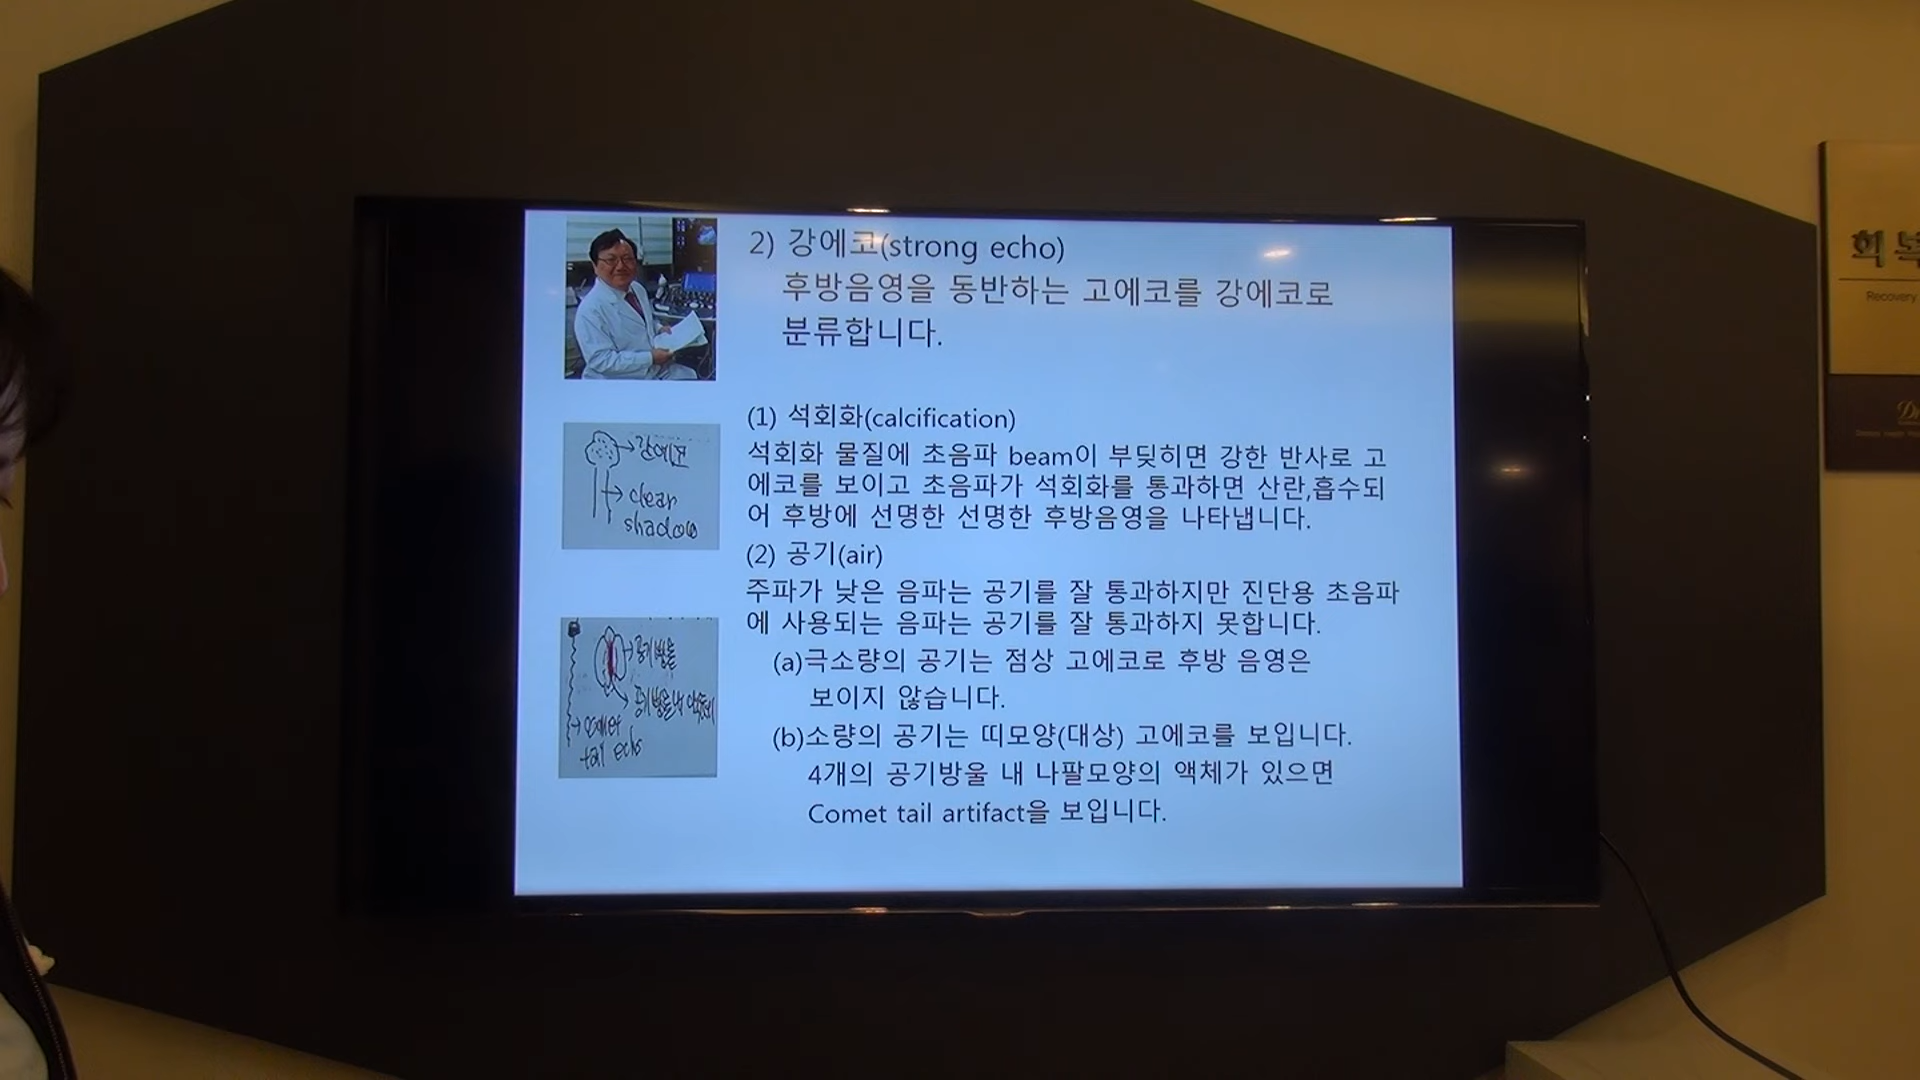 2) 강에코(strong echo)
후방음영을 동반하는 고에코를 강에코로
분류합니다.
(1) 석회화(calcification)
석회화 물질에 초음파 beam이 부딪히면 강한 반사로 고
에코를 보이고 초음파가 석회화를 통과하면 산란,흡수되
어 후방에 선명한 선명한 후방음영을 나타냅니다.
(2) 공기(air)
주파가 낮은 음파는 공기를 잘 통과하지만 진단용 초음파
에 사용되는 음파는 공기를 잘 통과하지 못합니다.
(a)극소량의 공기는 점상 고에코로 후방 음영은
보이지 않습니다.
(b)소량의 공기는 띠모양(대상) 고에코를 보입니다.
4개의 공기방울 내 나팔모양의 액체가 있으면
Comet tail artifact을 보입니다.
강에코
clear
shadow
공기방울
comet
tail echo
Recovery